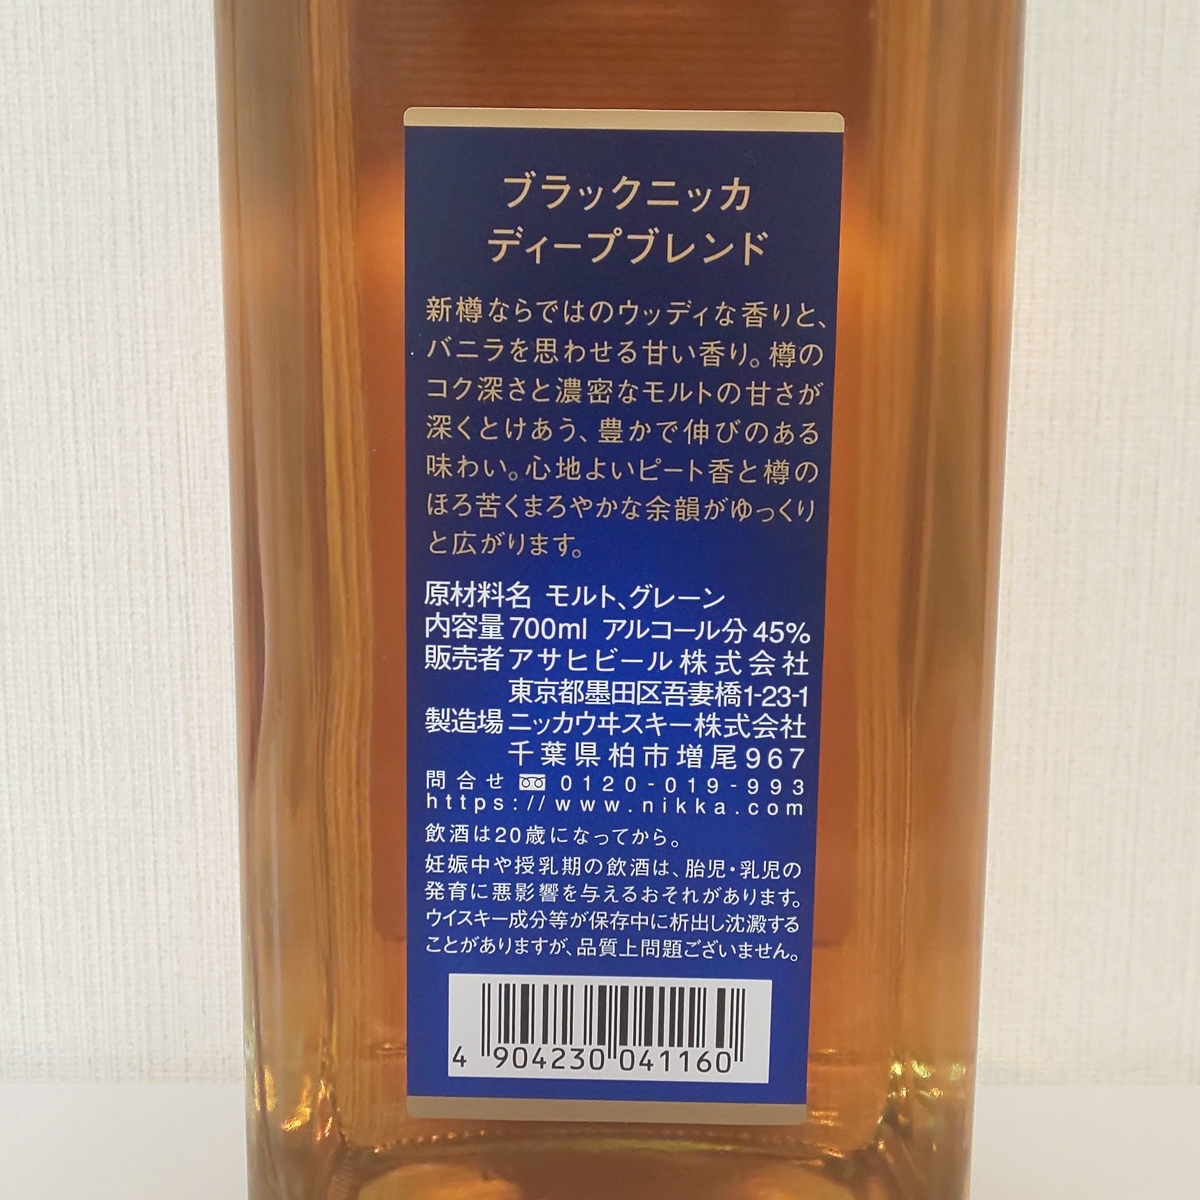 ブラックニッカ
ディープブレンド
新樽ならではのウッディな香りと、
バニラを思わせる甘い香り。樽の
コク深さと濃密なモルトの甘さが
深くとけあう、豊かで伸びのある
味わい。心地よいピート香と樽の
ほろ苦くまろやかな余韻がゆっくり
と広がります。
原材料名 モルト、グレーン
内容量 700ml アルコール分 45%
販売者 アサヒビール株式会社
東京都墨田区吾妻橋1-23-1
製造場 ニッカウヰスキー株式会社
千葉県柏市増尾967
問合せ 0120-019-993
https://www.nikka.com
飲酒は20歳になってから。
妊娠中や授乳期の飲酒は、胎児・乳児の
発育に悪影響を与えるおそれがあります。
ウイスキー成分等が保存中に析出し沈澱する
ことがありますが、品質上問題ございません。
4 904230 041160